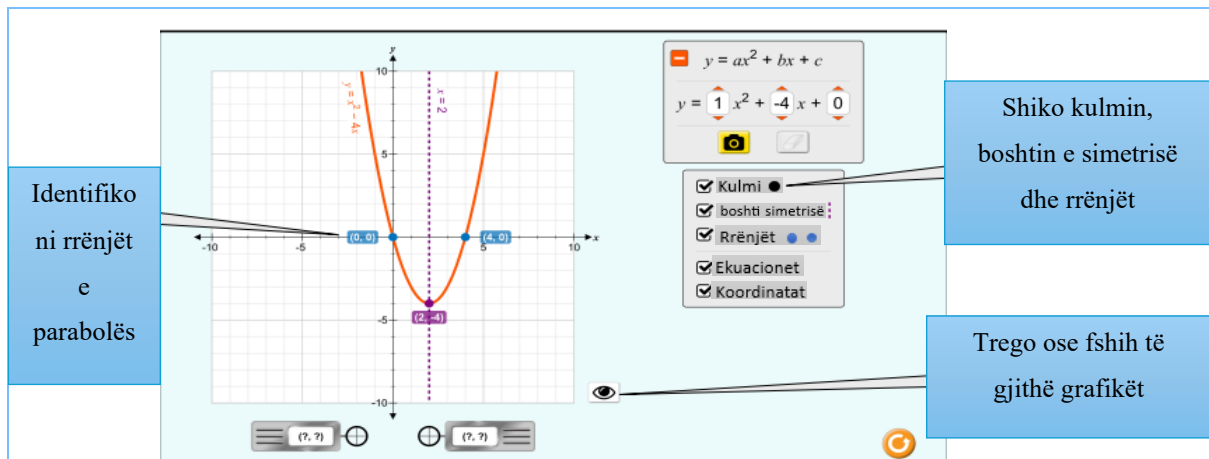 Identifiko
ni rrënjët
e
parabolës
y
10
5
-5
-10
-10
-5
5
10
x
y = x² − 4x
x = 2
(0, 0)
(4, 0)
(2, -4)
(?, ?)
(?, ?)
y = ax² + bx + c
y = 1 x² + -4 x + 0
Kulmi
boshti simetrisë
Rrënjët
Ekuacionet
Koordinatat
Shiko kulmin,
boshtin e simetrisë
dhe rrënjët
Trego ose fshih të
gjithë grafikët